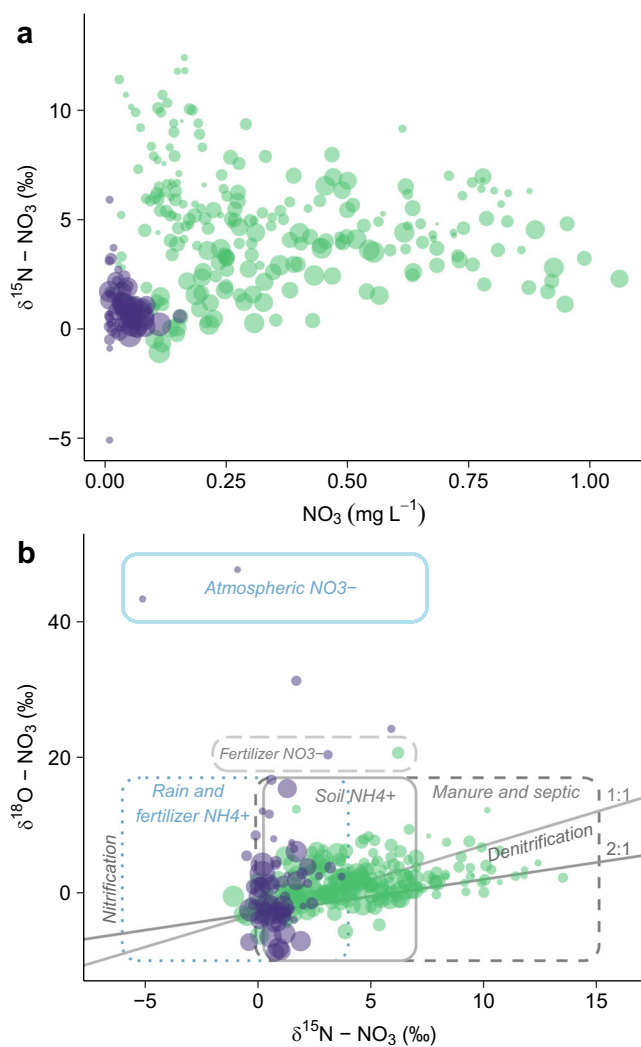 a
δ¹⁵N − NO₃ (‰)
10
5
0
−5
0.00 0.25 0.50 0.75 1.00
NO₃ (mg L⁻¹)
b
δ¹⁸O − NO₃ (‰)
40
20
0
Atmospheric NO3−
Fertilizer NO3−
Rain and
fertilizer NH4+
Soil NH4+
Manure and septic
1:1
Denitrification
2:1
Nitrification
−5 0 5 10 15
δ¹⁵N − NO₃ (‰)